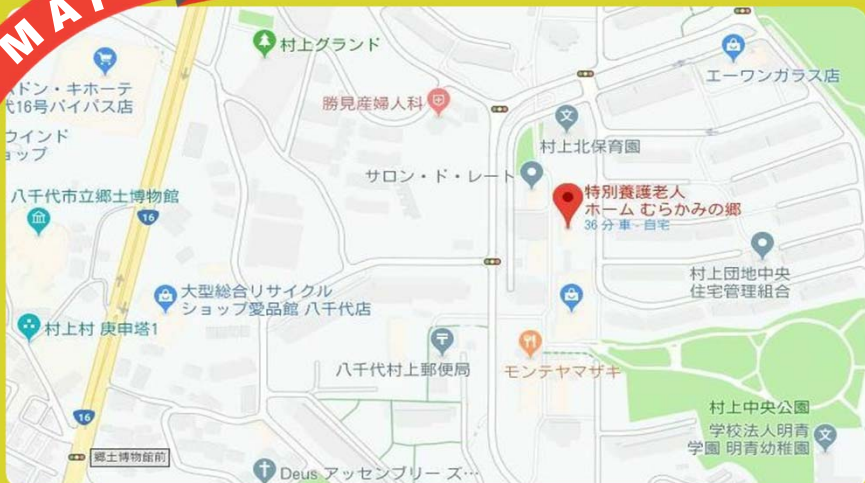 MAP
村上グランド
ドン・キホーテ
代16号バイパス店
エーワンガラス店
勝見産婦人科
ウインド
ョップ
村上北保育園
サロン・ド・レート
八千代市立郷土博物館
特別養護老人
ホーム むらかみの郷
36 分 車 - 自宅
16
村上団地中央
住宅管理組合
大型総合リサイクル
ショップ愛品館 八千代店
村上村 庚申塔1
八千代村上郵便局
モンテヤマザキ
村上中央公園
16
学校法人明青
学園 明青幼稚園
郷土博物館前
Deus アッセンブリー ズ…